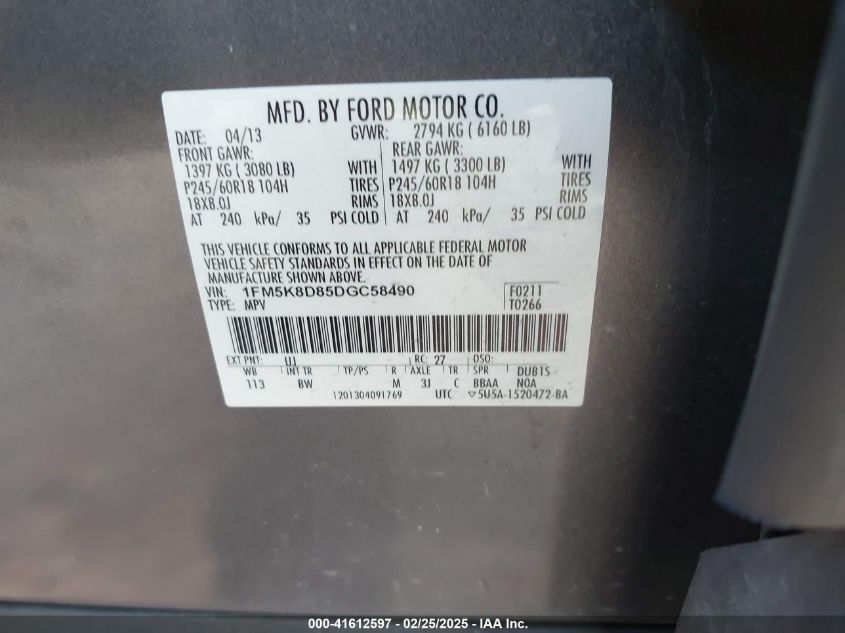 MFD. BY FORD MOTOR CO.
DATE: 04/13 GVWR: 2794 KG ( 6160 LB)
FRONT GAWR: REAR GAWR:
1397 KG ( 3080 LB) WITH 1497 KG ( 3300 LB) WITH
P245/60R18 104H TIRES P245/60R18 104H TIRES
18X8.0J RIMS 18X8.0J RIMS
AT 240 kPa/ 35 PSI COLD AT 240 kPa/ 35 PSI COLD
THIS VEHICLE CONFORMS TO ALL APPLICABLE FEDERAL MOTOR
VEHICLE SAFETY STANDARDS IN EFFECT ON THE DATE OF
MANUFACTURE SHOWN ABOVE.
VIN: 1FM5K8D85DGC58490 F0211
TYPE: MPV T0266
EXT PNT: UJ RC: 27 DSO:
WB INT TR TP/PS R AXLE TR SPR DUB1S
113 BW M 3J C BBAA NOA
1201304091769 UTC ▽5U5A-1520472-BA
000-41612597 - 02/25/2025 - IAA Inc.